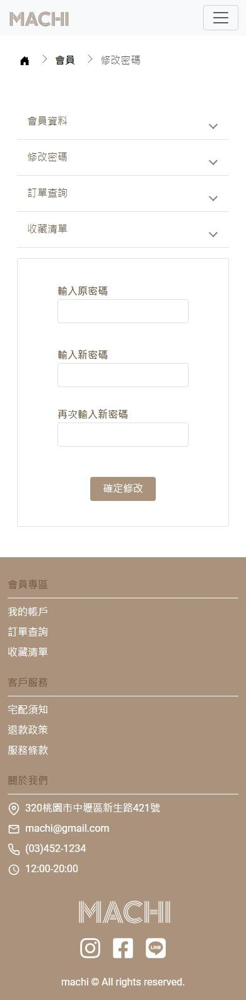 MACHI
會員
修改密碼
會員資料
修改密碼
訂單查詢
收藏清單
輸入原密碼
輸入新密碼
再次輸入新密碼
確定修改
會員專區
我的帳戶
訂單查詢
收藏清單
客戶服務
宅配須知
退款政策
服務條款
關於我們
320桃園市中壢區新生路421號
machi@gmail.com
(03)452-1234
12:00-20:00
MACHI
LINE
machi © All rights reserved.